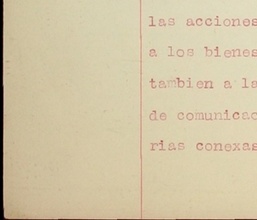 las acciones
a los bienes
tambien a la
de comunicac
rias conexas